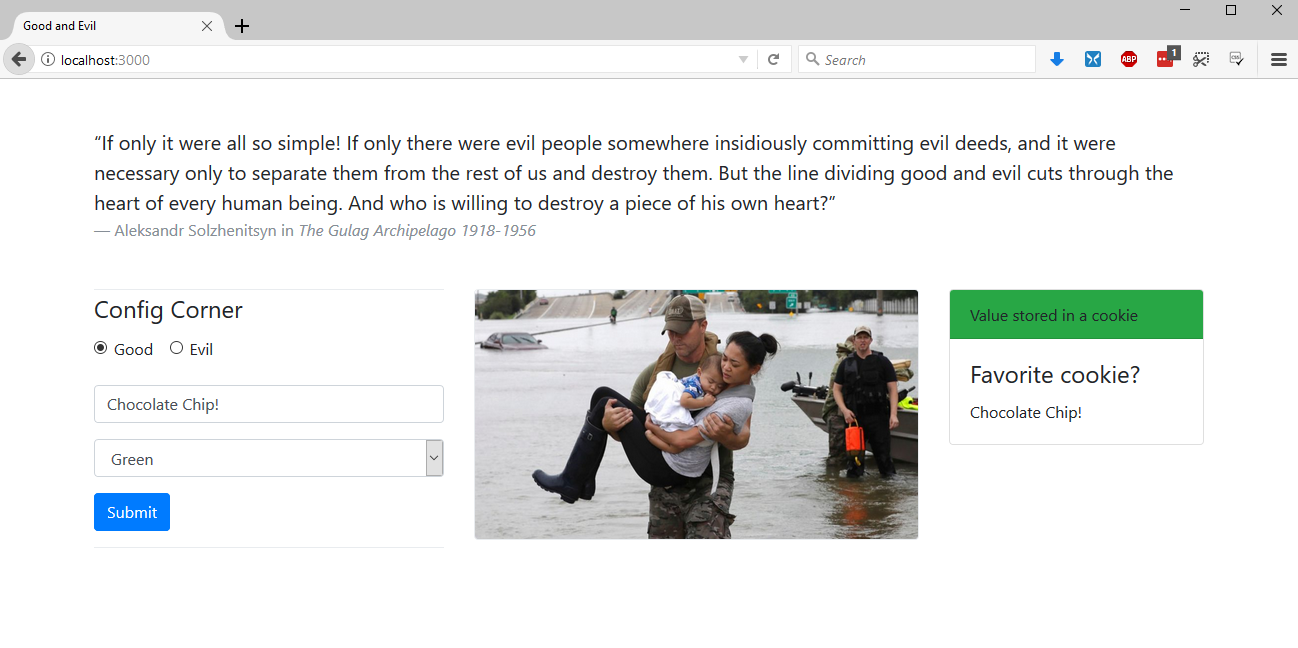 Good and Evil
localhost:3000
Search
ABP
1
CSS
“If only it were all so simple! If only there were evil people somewhere insidiously committing evil deeds, and it were
necessary only to separate them from the rest of us and destroy them. But the line dividing good and evil cuts through the
heart of every human being. And who is willing to destroy a piece of his own heart?”
— Aleksandr Solzhenitsyn in The Gulag Archipelago 1918-1956
Config Corner
Good Evil
Chocolate Chip!
Green
Submit
Value stored in a cookie
Favorite cookie?
Chocolate Chip!